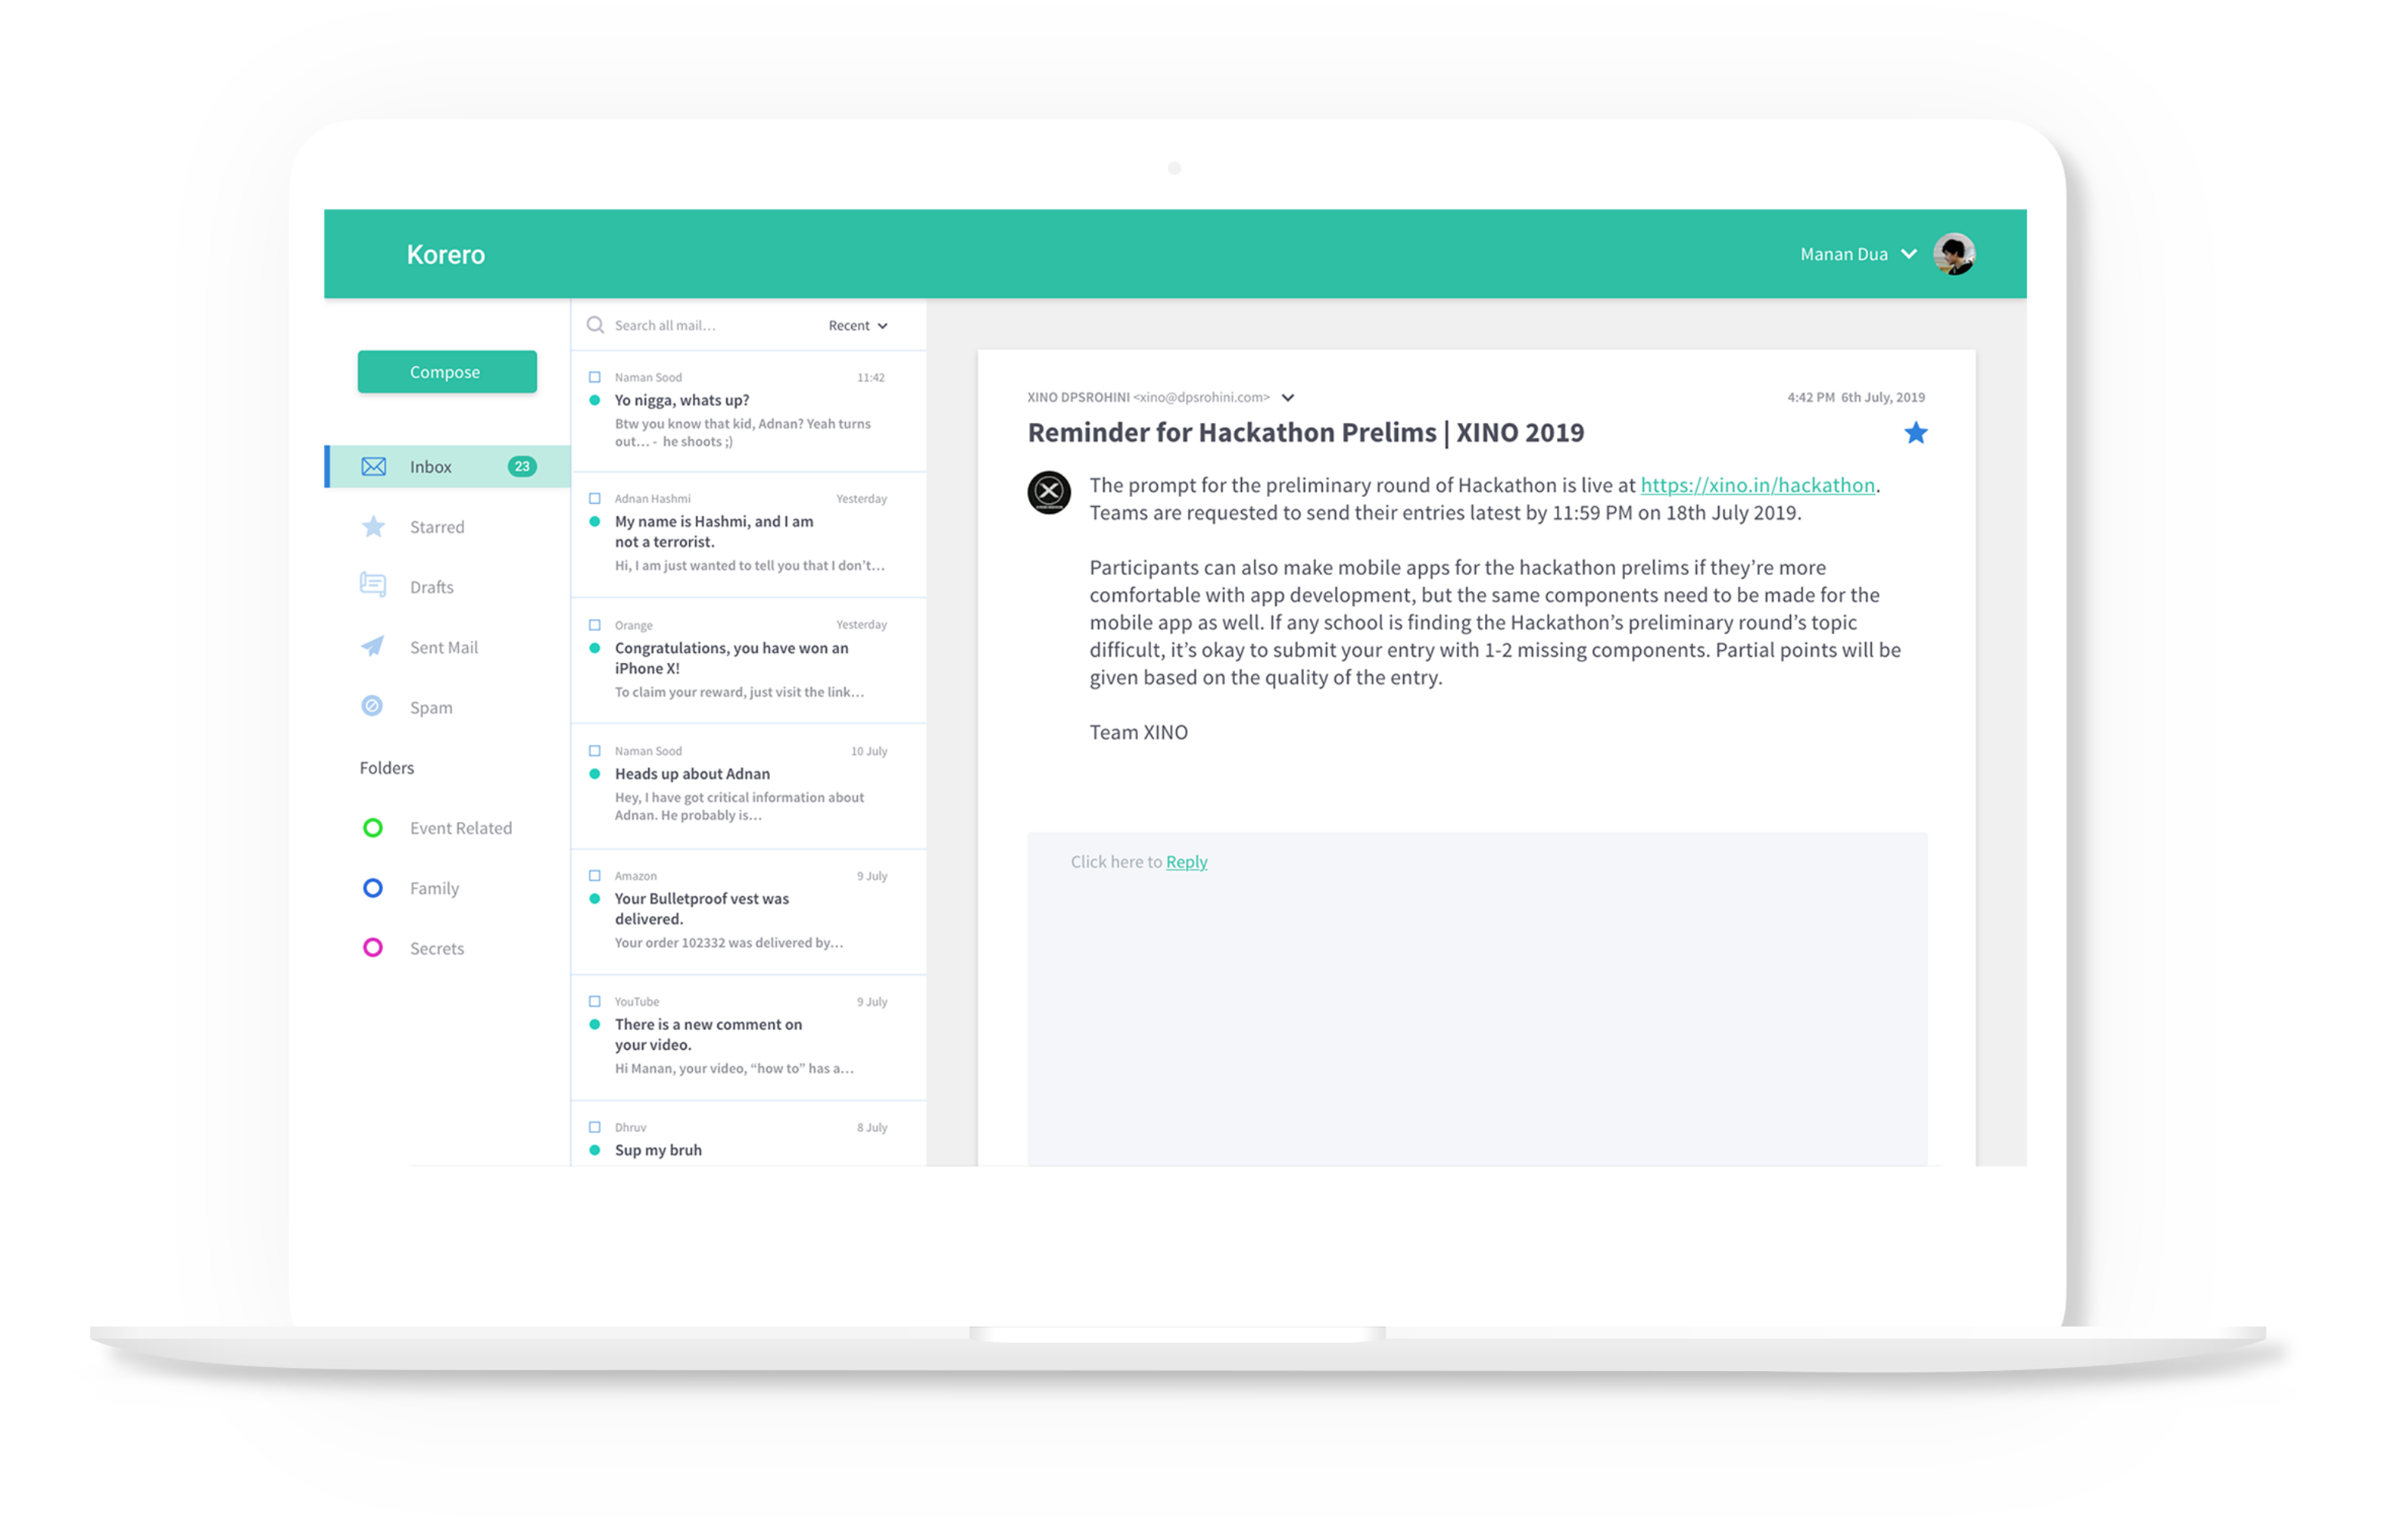 Korero
Manan Dua
Compose
Inbox
23
Starred
Drafts
Sent Mail
Spam
Folders
Event Related
Family
Secrets
Search all mail...
Recent
Naman Sood
11:42
Yo nigga, whats up?
Btw you know that kid, Adnan? Yeah turns
out... - he shoots ;)
Adnan Hashmi
Yesterday
My name is Hashmi, and I am
not a terrorist.
Hi, I am just wanted to tell you that I don't...
Orange
Yesterday
Congratulations, you have won an
iPhone X!
To claim your reward, just visit the link...
Naman Sood
10 July
Heads up about Adnan
Hey, I have got critical information about
Adnan. He probably is...
Amazon
9 July
Your Bulletproof vest was
delivered.
Your order 102332 was delivered by...
YouTube
9 July
There is a new comment on
your video.
Hi Manan, your video, “how to” has a...
Dhruv
8 July
Sup my bruh
XINO DPSROHINI <xino@dpsrohini.com>
4:42 PM 6th July, 2019
Reminder for Hackathon Prelims | XINO 2019
The prompt for the preliminary round of Hackathon is live at https://xino.in/hackathon.
Teams are requested to send their entries latest by 11:59 PM on 18th July 2019.
Participants can also make mobile apps for the hackathon prelims if they’re more
comfortable with app development, but the same components need to be made for the
mobile app as well. If any school is finding the Hackathon’s preliminary round’s topic
difficult, it’s okay to submit your entry with 1-2 missing components. Partial points will be
given based on the quality of the entry.
Team XINO
Click here to Reply